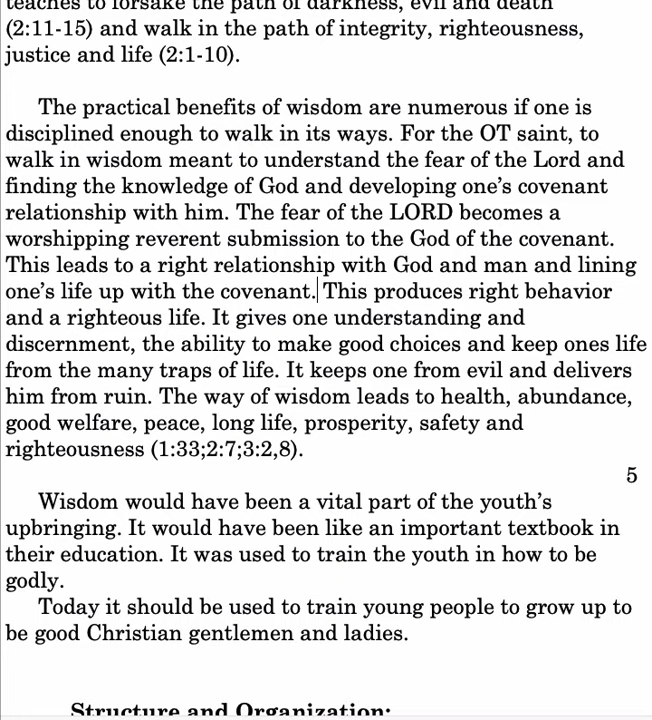 teaches to forsake the path of darkness, evil and death
(2:11-15) and walk in the path of integrity, righteousness,
justice and life (2:1-10).
The practical benefits of wisdom are numerous if one is
disciplined enough to walk in its ways. For the OT saint, to
walk in wisdom meant to understand the fear of the Lord and
finding the knowledge of God and developing one’s covenant
relationship with him. The fear of the LORD becomes a
worshipping reverent submission to the God of the covenant.
This leads to a right relationship with God and man and lining
one’s life up with the covenant. This produces right behavior
and a righteous life. It gives one understanding and
discernment, the ability to make good choices and keep ones life
from the many traps of life. It keeps one from evil and delivers
him from ruin. The way of wisdom leads to health, abundance,
good welfare, peace, long life, prosperity, safety and
righteousness (1:33;2:7;3:2,8).
5
Wisdom would have been a vital part of the youth’s
upbringing. It would have been like an important textbook in
their education. It was used to train the youth in how to be
godly.
Today it should be used to train young people to grow up to
be good Christian gentlemen and ladies.
Structure and Organization: